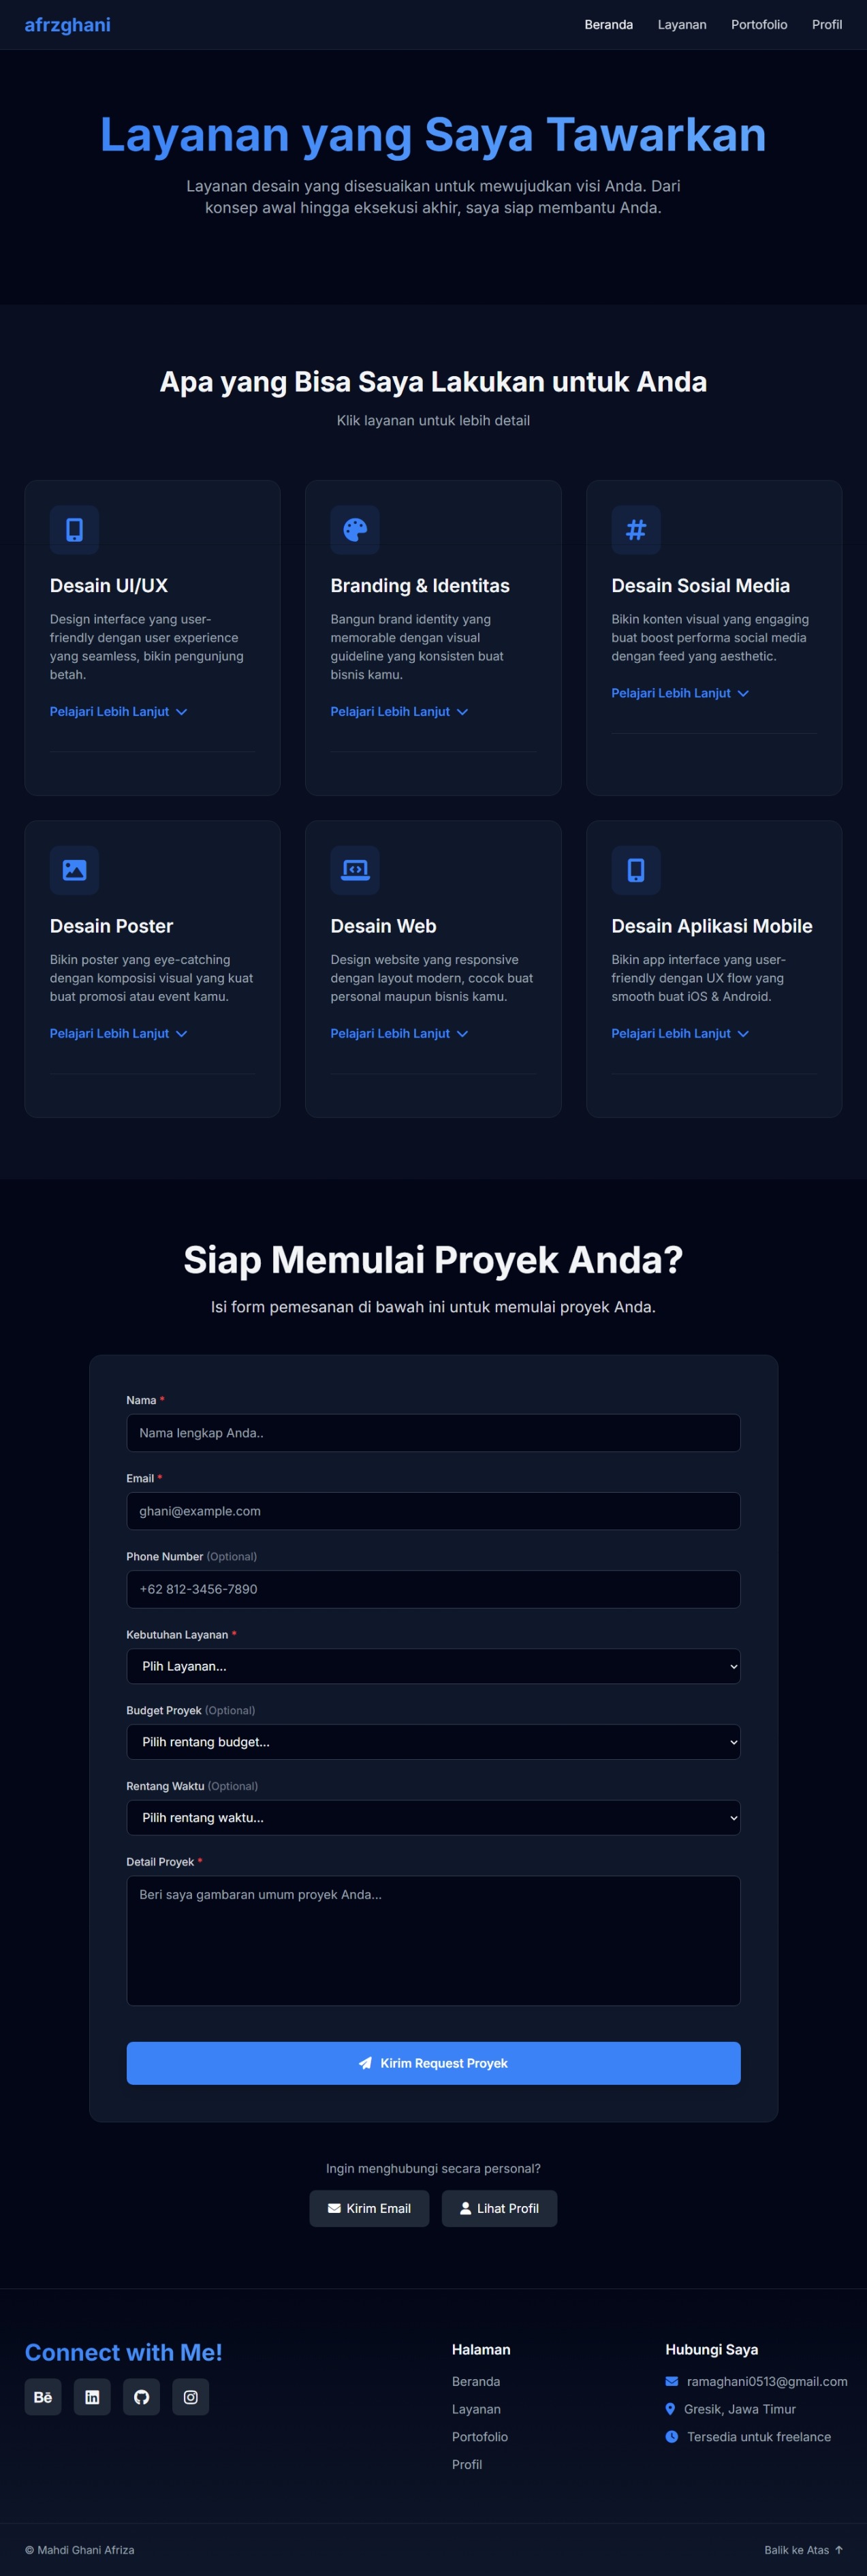 afrzghani
Beranda Layanan Portofolio Profil
Layanan yang Saya Tawarkan
Layanan desain yang disesuaikan untuk mewujudkan visi Anda. Dari
konsep awal hingga eksekusi akhir, saya siap membantu Anda.
Apa yang Bisa Saya Lakukan untuk Anda
Klik layanan untuk lebih detail
Desain UI/UX
Design interface yang user-
friendly dengan user experience
yang seamless, bikin pengunjung
betah.
Pelajari Lebih Lanjut
Branding & Identitas
Bangun brand identity yang
memorable dengan visual
guideline yang konsisten buat
bisnis kamu.
Pelajari Lebih Lanjut
Desain Sosial Media
Bikin konten visual yang engaging
buat boost performa social media
dengan feed yang aesthetic.
Pelajari Lebih Lanjut
Desain Poster
Bikin poster yang eye-catching
dengan komposisi visual yang kuat
buat promosi atau event kamu.
Pelajari Lebih Lanjut
Desain Web
Design website yang responsive
dengan layout modern, cocok buat
personal maupun bisnis kamu.
Pelajari Lebih Lanjut
Desain Aplikasi Mobile
Bikin app interface yang user-
friendly dengan UX flow yang
smooth buat iOS & Android.
Pelajari Lebih Lanjut
Siap Memulai Proyek Anda?
Isi form pemesanan di bawah ini untuk memulai proyek Anda.
Nama *
Nama lengkap Anda..
Email *
ghani@example.com
Phone Number (Optional)
+62 812-3456-7890
Kebutuhan Layanan *
Plih Layanan...
Budget Proyek (Optional)
Pilih rentang budget...
Rentang Waktu (Optional)
Pilih rentang waktu...
Detail Proyek *
Beri saya gambaran umum proyek Anda...
Kirim Request Proyek
Ingin menghubungi secara personal?
Kirim Email
Lihat Profil
Connect with Me!
Bē
Halaman
Beranda
Layanan
Portofolio
Profil
Hubungi Saya
ramaghani0513@gmail.com
Gresik, Jawa Timur
Tersedia untuk freelance
© Mahdi Ghani Afriza
Balik ke Atas ↑